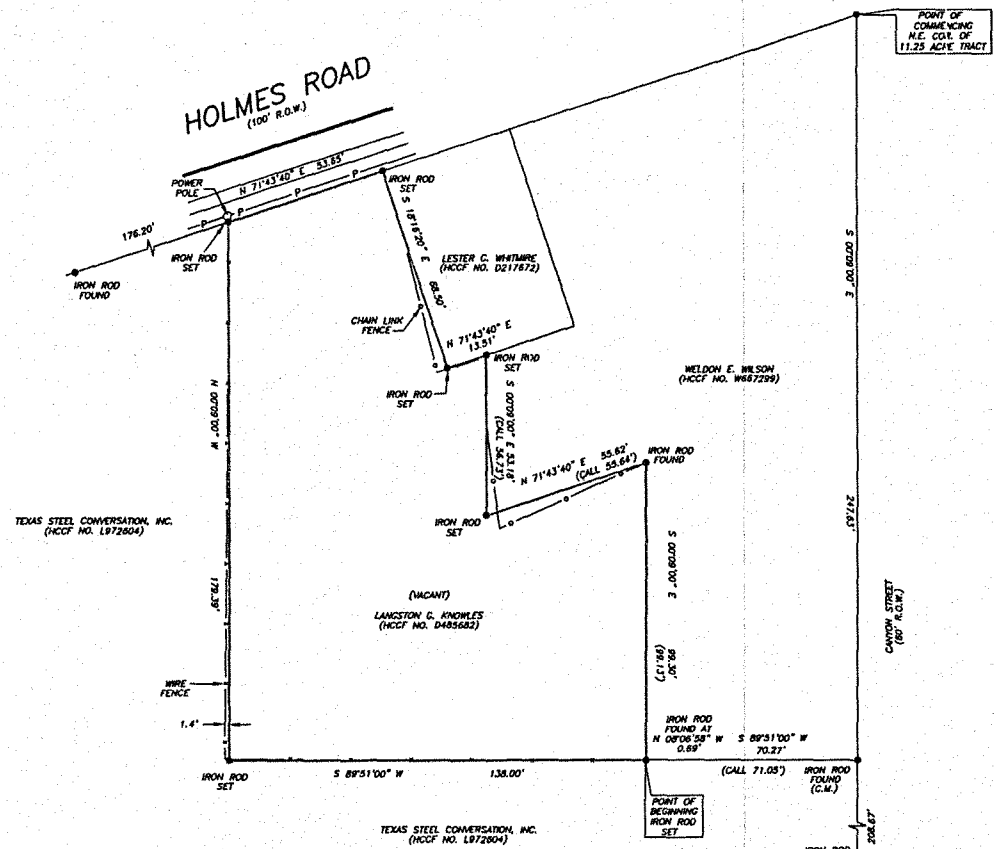 POINT OF
COMMENCING
N.E. COR. OF
11.25 ACRE TRACT
HOLMES ROAD
(100' R.O.W.)
N 71°43'40" E 53.65'
POWER
POLE
P
P
P
P
176.20'
IRON ROD
FOUND
IRON ROD
SET
IRON ROD
SET
S 18°16'20" E
68.50'
LESTER G. WHITMIRE
(HCCF NO. D217672)
CHAIN LINK
FENCE
N 71°43'40" E
13.51'
IRON ROD
SET
IRON ROD
SET
S 00°09'00" E
WELDON E. WILSON
(HCCF NO. W667299)
N 00°09'00" W
S 00°09'00" E 53.18'
(CALL 56.73')
N 71°43'40" E 55.62'
(CALL 55.64')
IRON ROD
FOUND
IRON ROD
SET
247.63'
TEXAS STEEL CONVERSATION, INC.
(HCCF NO. L972604)
S 00°09'00" E
179.39'
(VACANT)
LANGSTON G. KNOWLES
(HCCF NO. D485682)
CANYON STREET
(60' R.O.W.)
99.30'
(99.13')
WIRE
FENCE
1.4'
IRON ROD
FOUND AT
N 08°06'58" W
0.69'
S 89°51'00" W
70.27'
IRON ROD
SET
S 89°51'00" W
138.00'
(CALL 71.05')
IRON ROD
FOUND
(C.M.)
POINT OF
BEGINNING
IRON ROD
SET
TEXAS STEEL CONVERSATION, INC.
(HCCF NO. L972604)
208.67'
IRON ROD